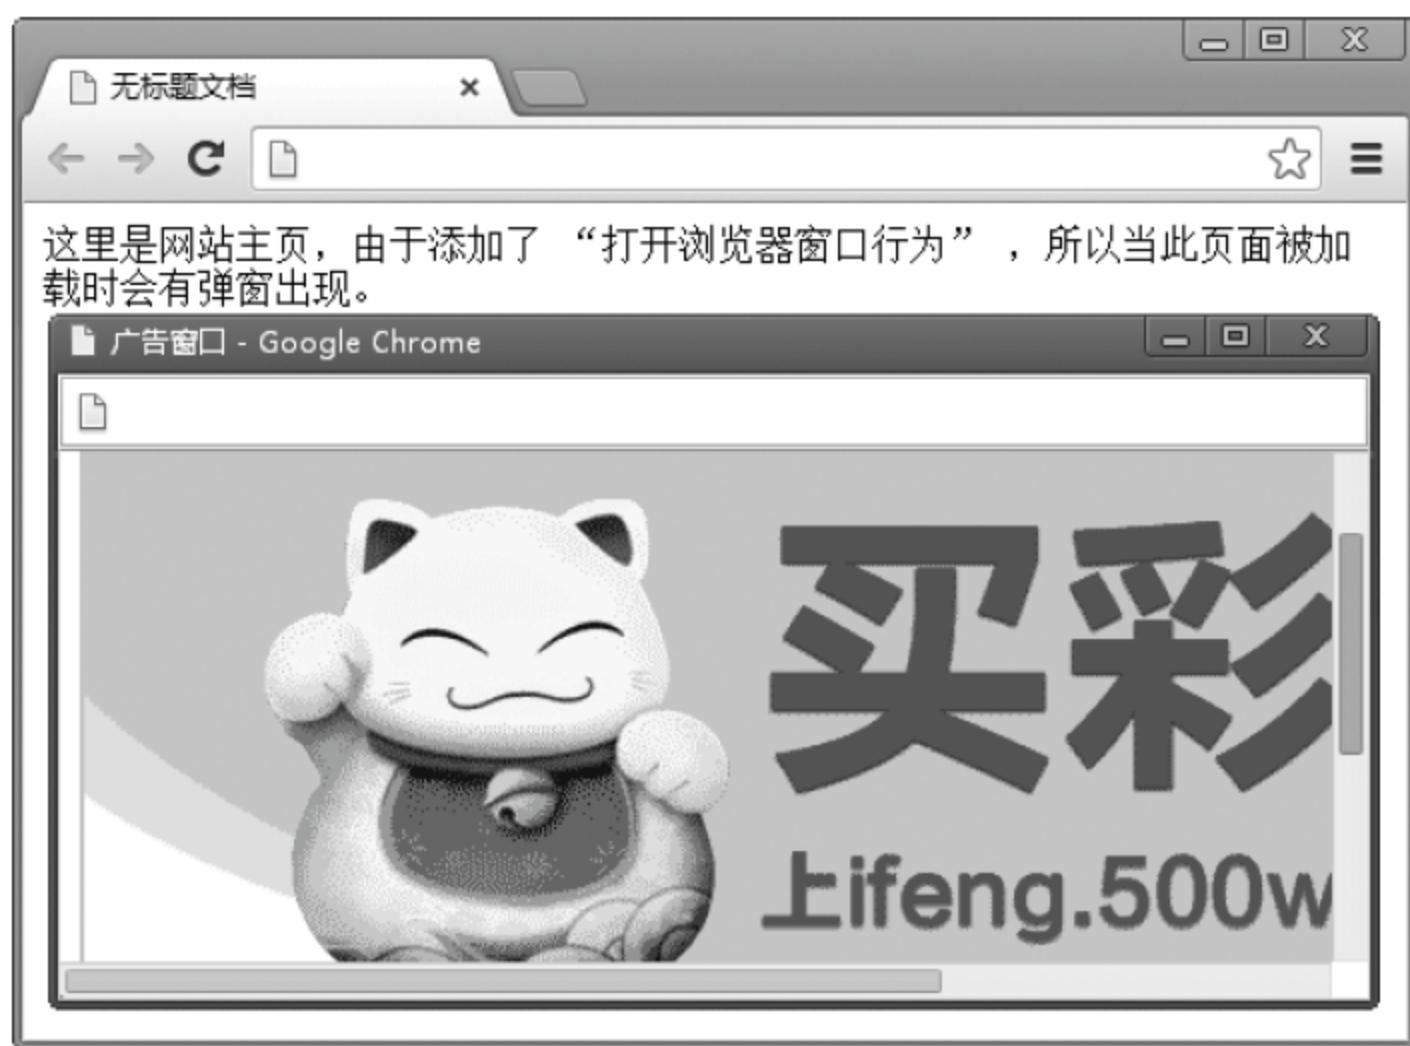 无标题文档
这里是网站主页，由于添加了 “打开浏览器窗口行为” ，所以当此页面被加
载时会有弹窗出现。
广告窗口 - Google Chrome
买彩
上ifeng.500w